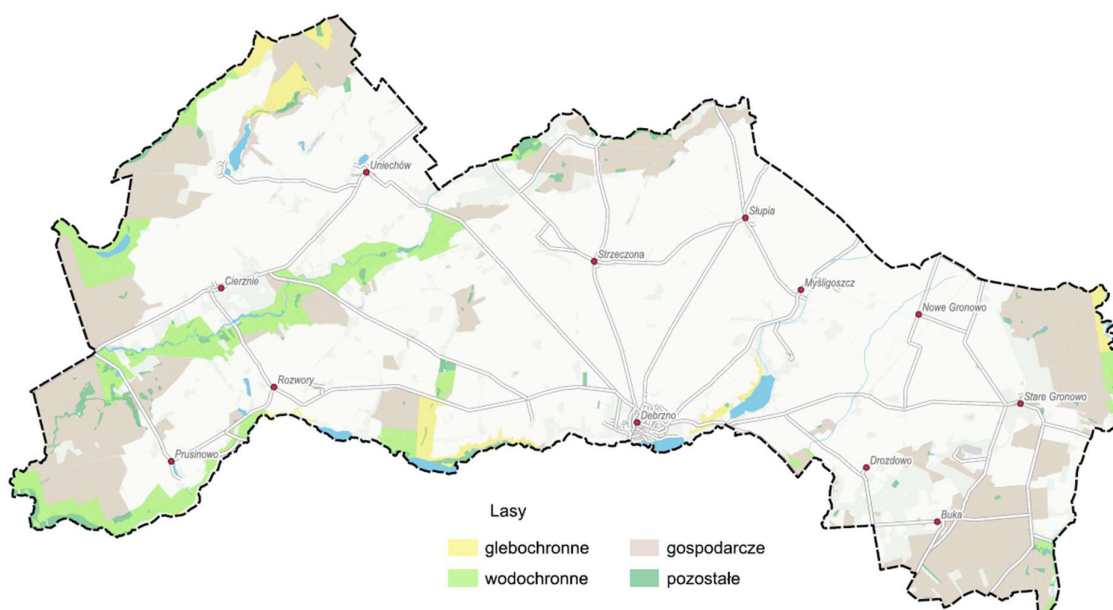 Uniechów
Słupia
Strzeczona
Cierznie
Myśligoszcz
Nowe Gronowo
Rozwory
Stare Gronowo
Debrzno
Prusinowo
Drozdowo
Buka
Lasy
glebochronne
gospodarcze
wodochronne
pozostałe